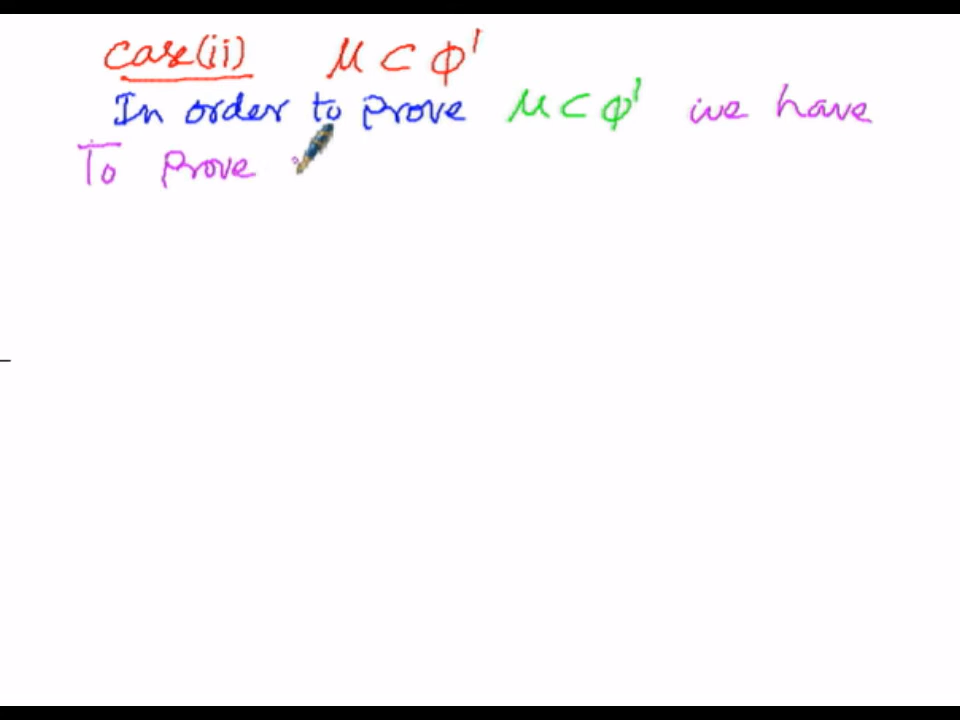 case(ii) μ ⊂ φ'
In order to prove μ ⊂ φ' we have
To prove